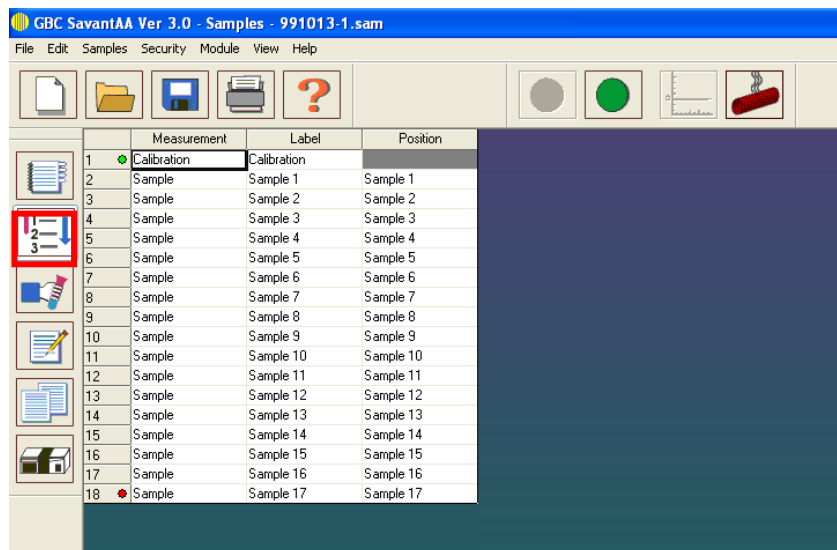 GBC SavantAA Ver 3.0 - Samples - 991013-1.sam
File Edit Samples Security Module View Help
Measurement Label Position
1 Calibration Calibration
2 Sample Sample 1 Sample 1
3 Sample Sample 2 Sample 2
4 Sample Sample 3 Sample 3
5 Sample Sample 4 Sample 4
6 Sample Sample 5 Sample 5
7 Sample Sample 6 Sample 6
8 Sample Sample 7 Sample 7
9 Sample Sample 8 Sample 8
10 Sample Sample 9 Sample 9
11 Sample Sample 10 Sample 10
12 Sample Sample 11 Sample 11
13 Sample Sample 12 Sample 12
14 Sample Sample 13 Sample 13
15 Sample Sample 14 Sample 14
16 Sample Sample 15 Sample 15
17 Sample Sample 16 Sample 16
18 Sample Sample 17 Sample 17
1
2
3